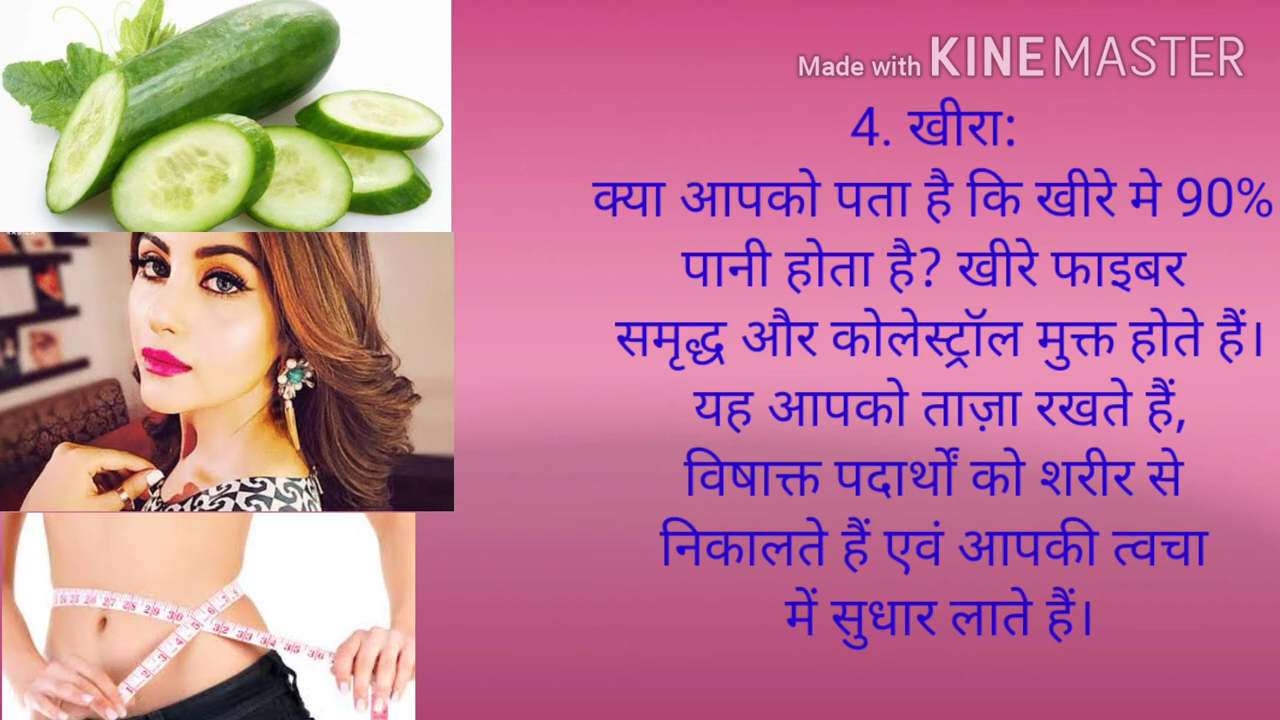 Made with KINEMASTER
4. खीरा:
क्या आपको पता है कि खीरे मे 90%
पानी होता है? खीरे फाइबर
समृद्ध और कोलेस्ट्रॉल मुक्त होते हैं।
यह आपको ताज़ा रखते हैं,
विषाक्त पदार्थों को शरीर से
निकालते हैं एवं आपकी त्वचा
में सुधार लाते हैं।